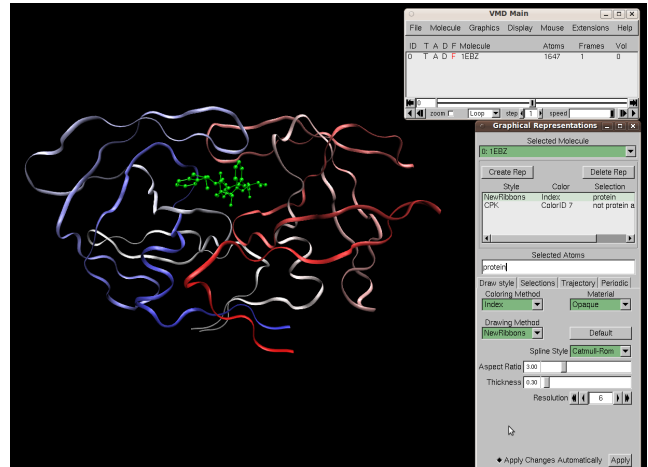 VMD Main
File Molecule Graphics Display Mouse Extensions Help
ID T A D F Molecule Atoms Frames Vol
0 T A D F 1EBZ 1647 1 0
0
zoom Loop step 1 speed
Graphical Representations
Selected Molecule
0: 1EBZ
Create Rep Delete Rep
Style Color Selection
NewRibbons Index protein
CPK ColorID 7 not protein a
Selected Atoms
protein
Draw style Selections Trajectory Periodic
Coloring Method Material
Index Opaque
Drawing Method
NewRibbons Default
Spline Style Catmull-Rom
Aspect Ratio 3.00
Thickness 0.30
Resolution 6
Apply Changes Automatically Apply